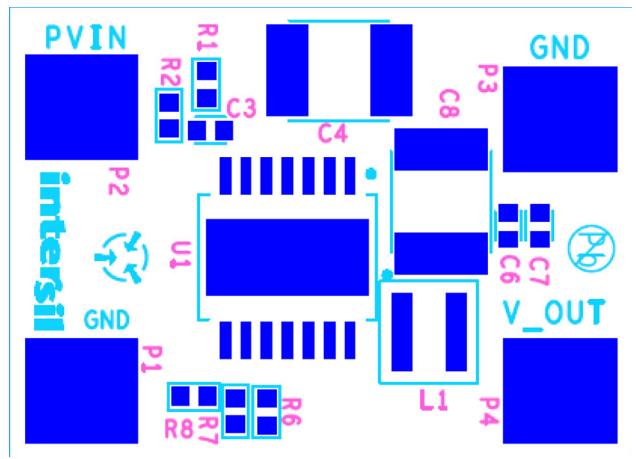 PVIN
R1
GND
R2
P3
C3
C8
C4
P2
intersil
U1
Pb
C6
C7
GND
V_OUT
P1
L1
P4
R8
R7
R6